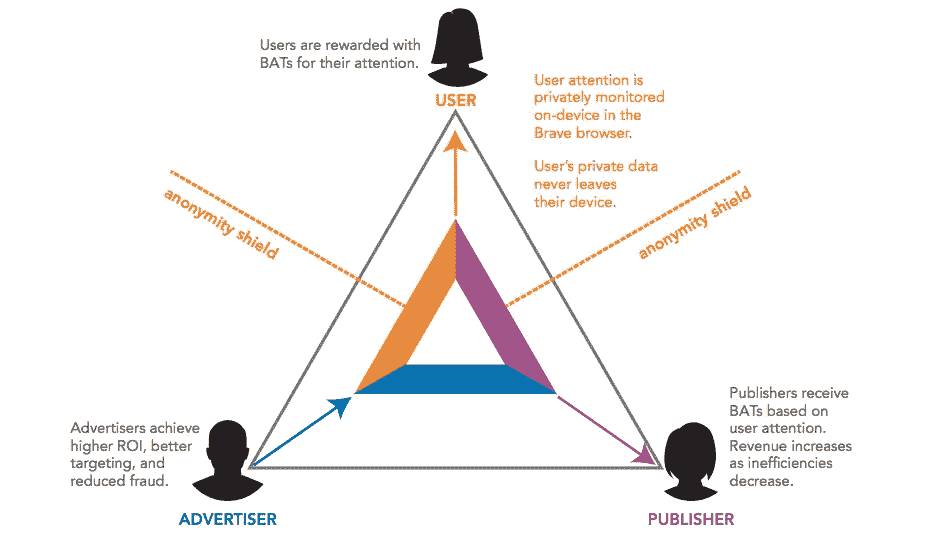 Users are rewarded with
BATs for their attention.
USER
User attention is
privately monitored
on-device in the
Brave browser.
User's private data
never leaves
their device.
anonymity shield
anonymity shield
Advertisers achieve
higher ROI, better
targeting, and
reduced fraud.
ADVERTISER
Publishers receive
BATs based on
user attention.
Revenue increases
as inefficiencies
decrease.
PUBLISHER